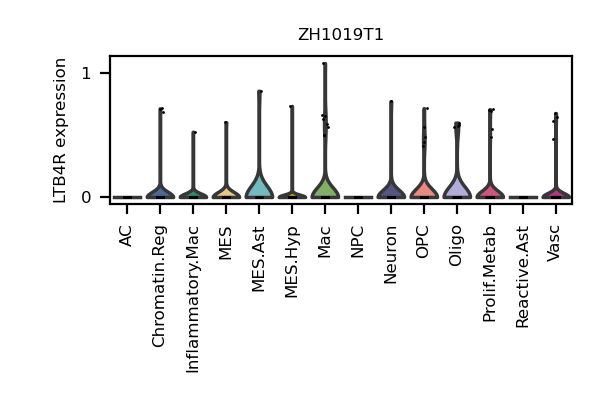 ZH1019T1
LTB4R expression
1
0
AC
Chromatin.Reg
Inflammatory.Mac
MES
MES.Ast
MES.Hyp
Mac
NPC
Neuron
OPC
Oligo
Prolif.Metab
Reactive.Ast
Vasc